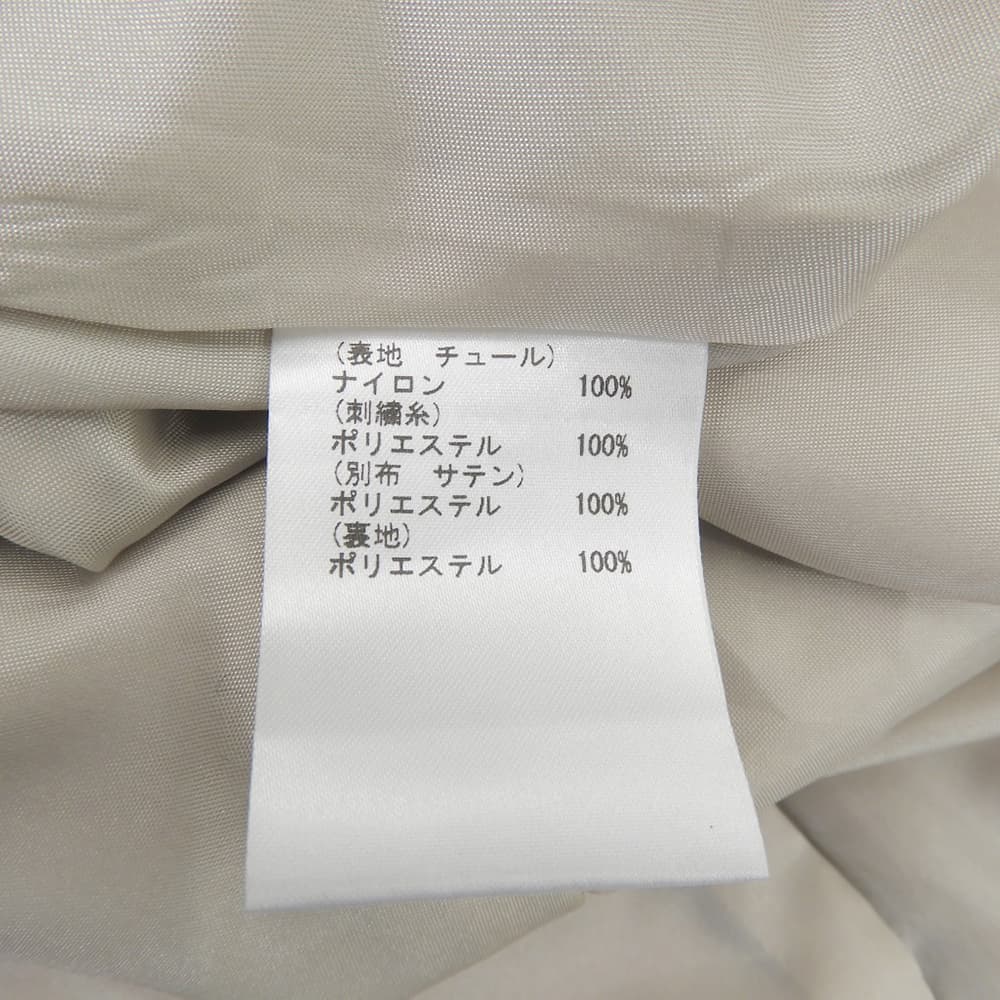 （表地　チュール）
ナイロン 100%
（刺繍糸）
ポリエステル 100%
（別布　サテン）
ポリエステル 100%
（裏地）
ポリエステル 100%